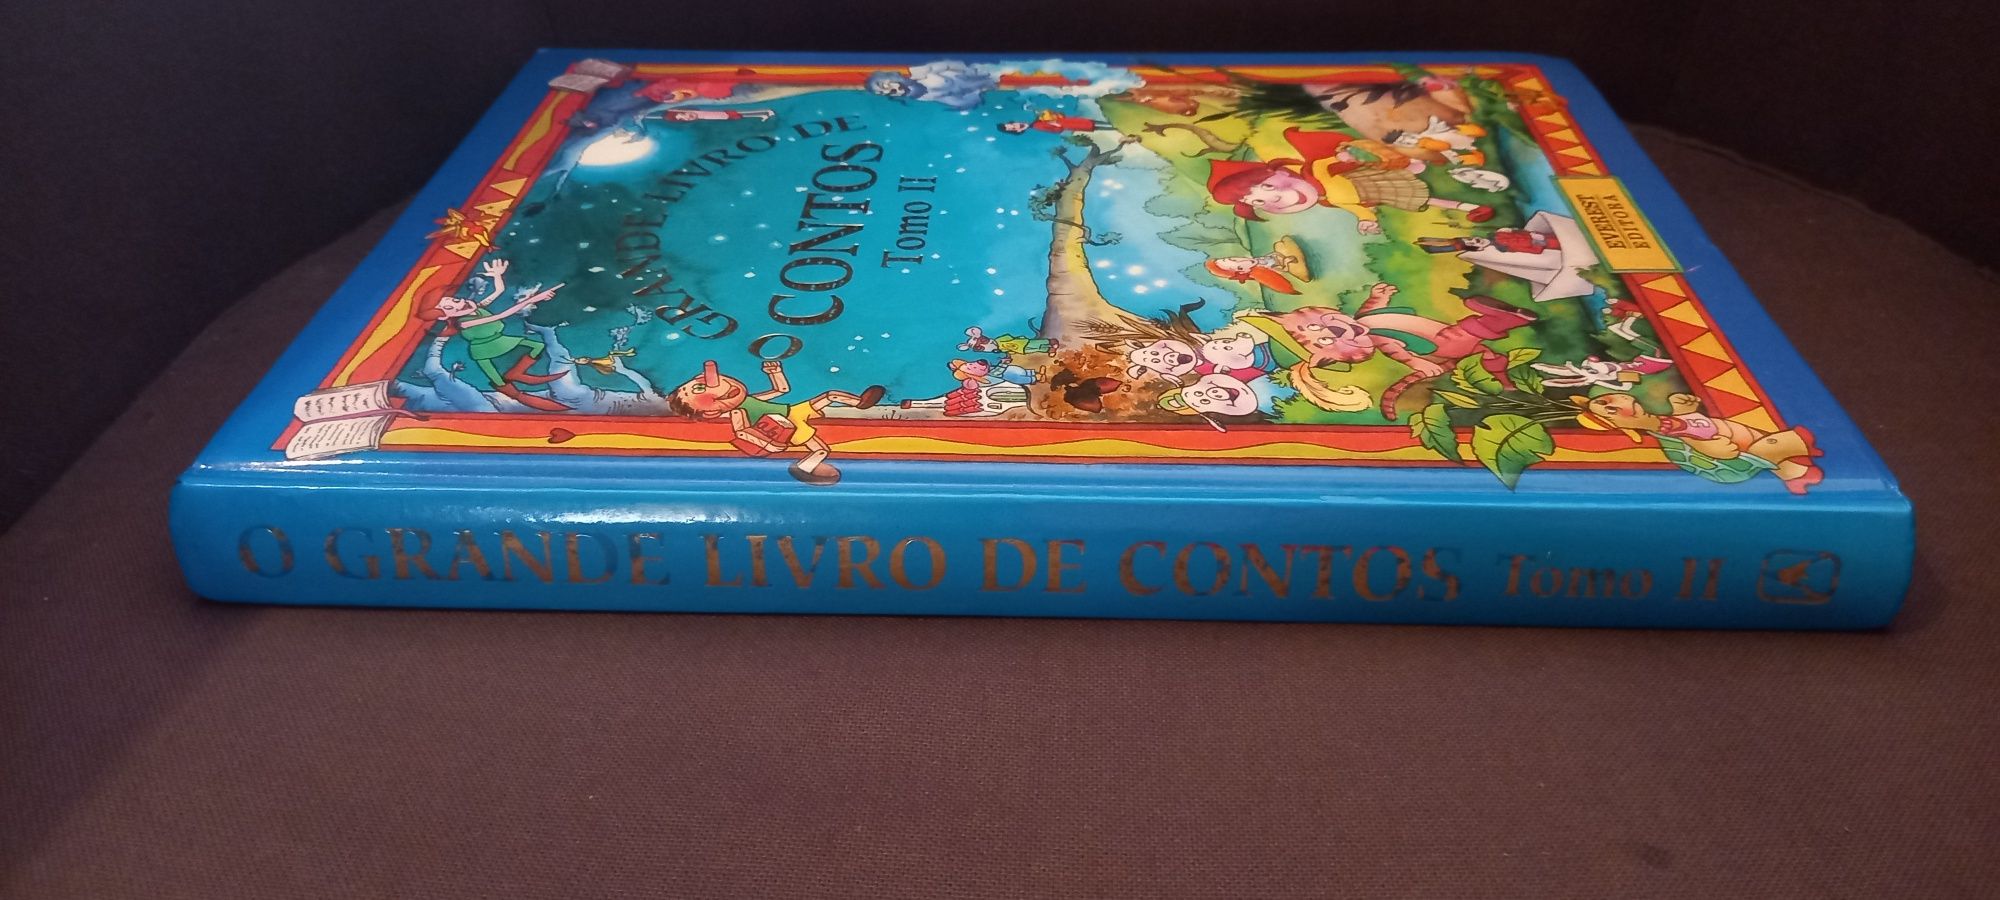 O GRANDE LIVRO DE
CONTOS
Tomo II
EVEREST
EDITORA
O GRANDE LIVRO DE CONTOS Tomo II